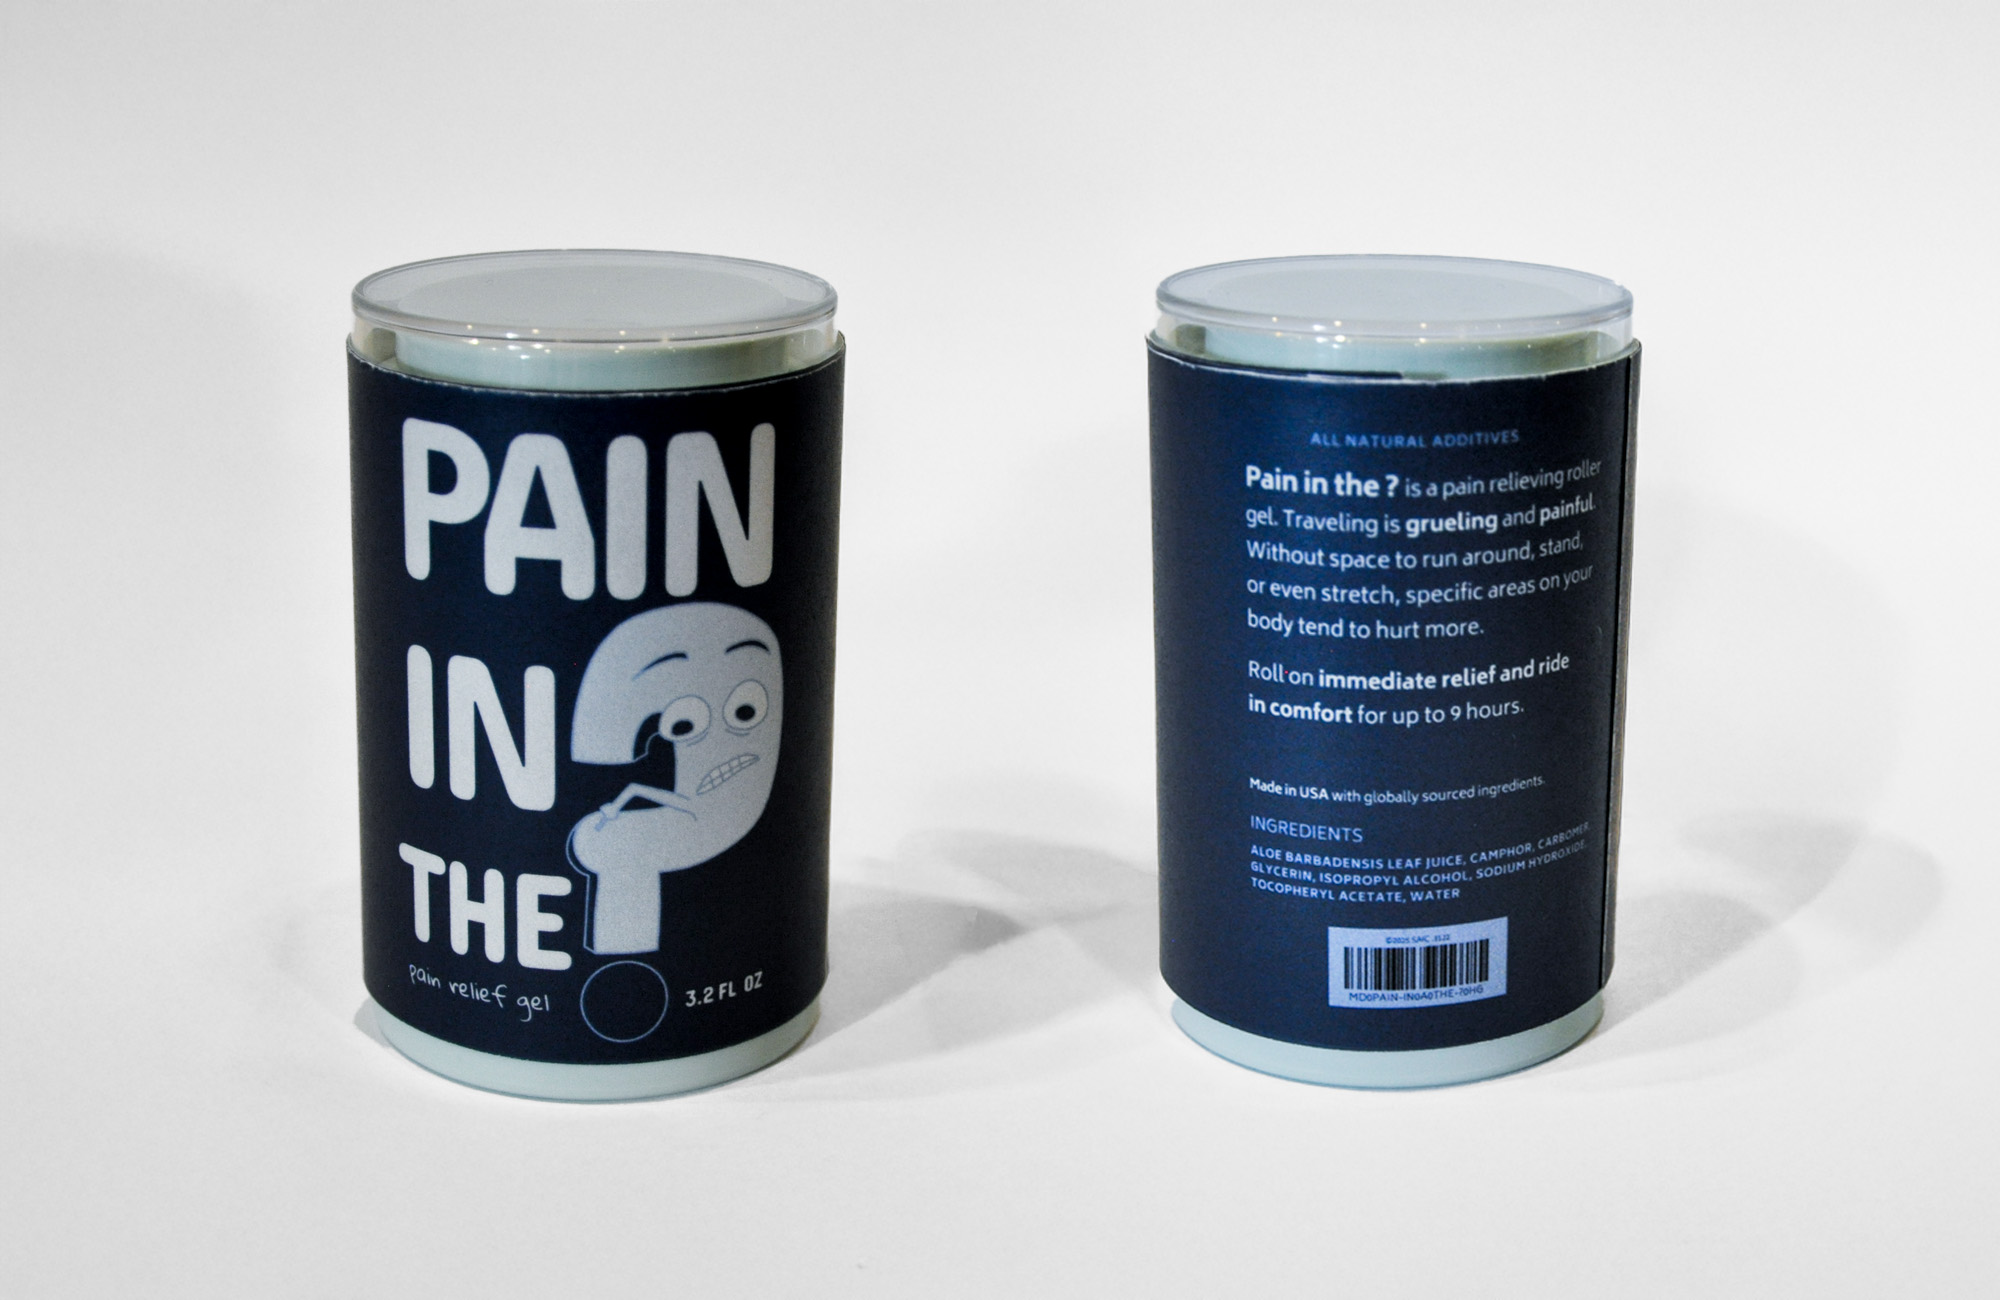 PAIN
IN
THE
pain relief gel
3.2 FL OZ
ALL NATURAL ADDITIVES
Pain in the ? is a pain relieving roller
gel. Traveling is grueling and painful.
Without space to run around, stand,
or even stretch, specific areas on your
body tend to hurt more.
Roll-on immediate relief and ride
in comfort for up to 9 hours.
Made in USA with globally sourced ingredients.
INGREDIENTS
ALOE BARBADENSIS LEAF JUICE, CAMPHOR, CARBOMER,
GLYCERIN, ISOPROPYL ALCOHOL, SODIUM HYDROXIDE,
TOCOPHERYL ACETATE, WATER